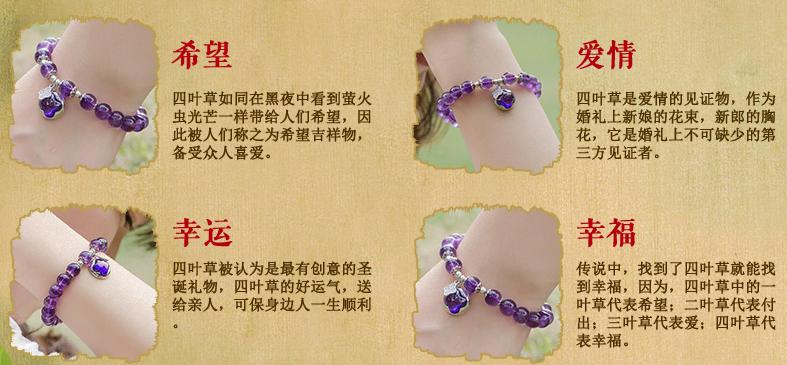 希望
四叶草如同在黑夜中看到萤火
虫光芒一样带给人们希望，因
此被人们称之为希望吉祥物，
备受众人喜爱。
爱情
四叶草是爱情的见证物，作为
婚礼上新娘的花束，新郎的胸
花，它是婚礼上不可缺少的第
三方见证者。
幸运
四叶草被认为是最有创意的圣
诞礼物，四叶草的好运气，送
给亲人，可保身边人一生顺利
。
幸福
传说中，找到了四叶草就能找
到幸福，因为，四叶草中的一
叶草代表希望；二叶草代表付
出；三叶草代表爱；四叶草代
表幸福。